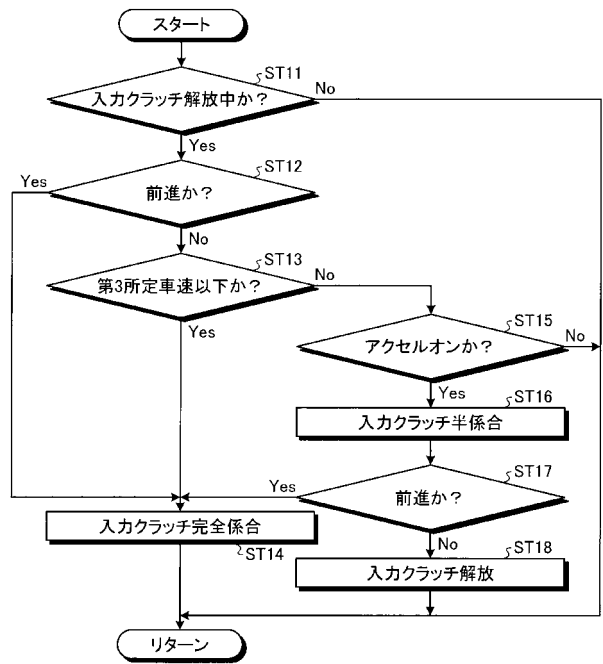 スタート
ST11
入力クラッチ解放中か?
No
Yes
ST12
Yes
前進か?
No
ST13
第3所定車速以下か?
No
Yes
ST15
アクセルオンか?
No
Yes
ST16
入力クラッチ半係合
ST17
Yes
前進か?
入力クラッチ完全係合
ST14
No
ST18
入力クラッチ解放
リターン